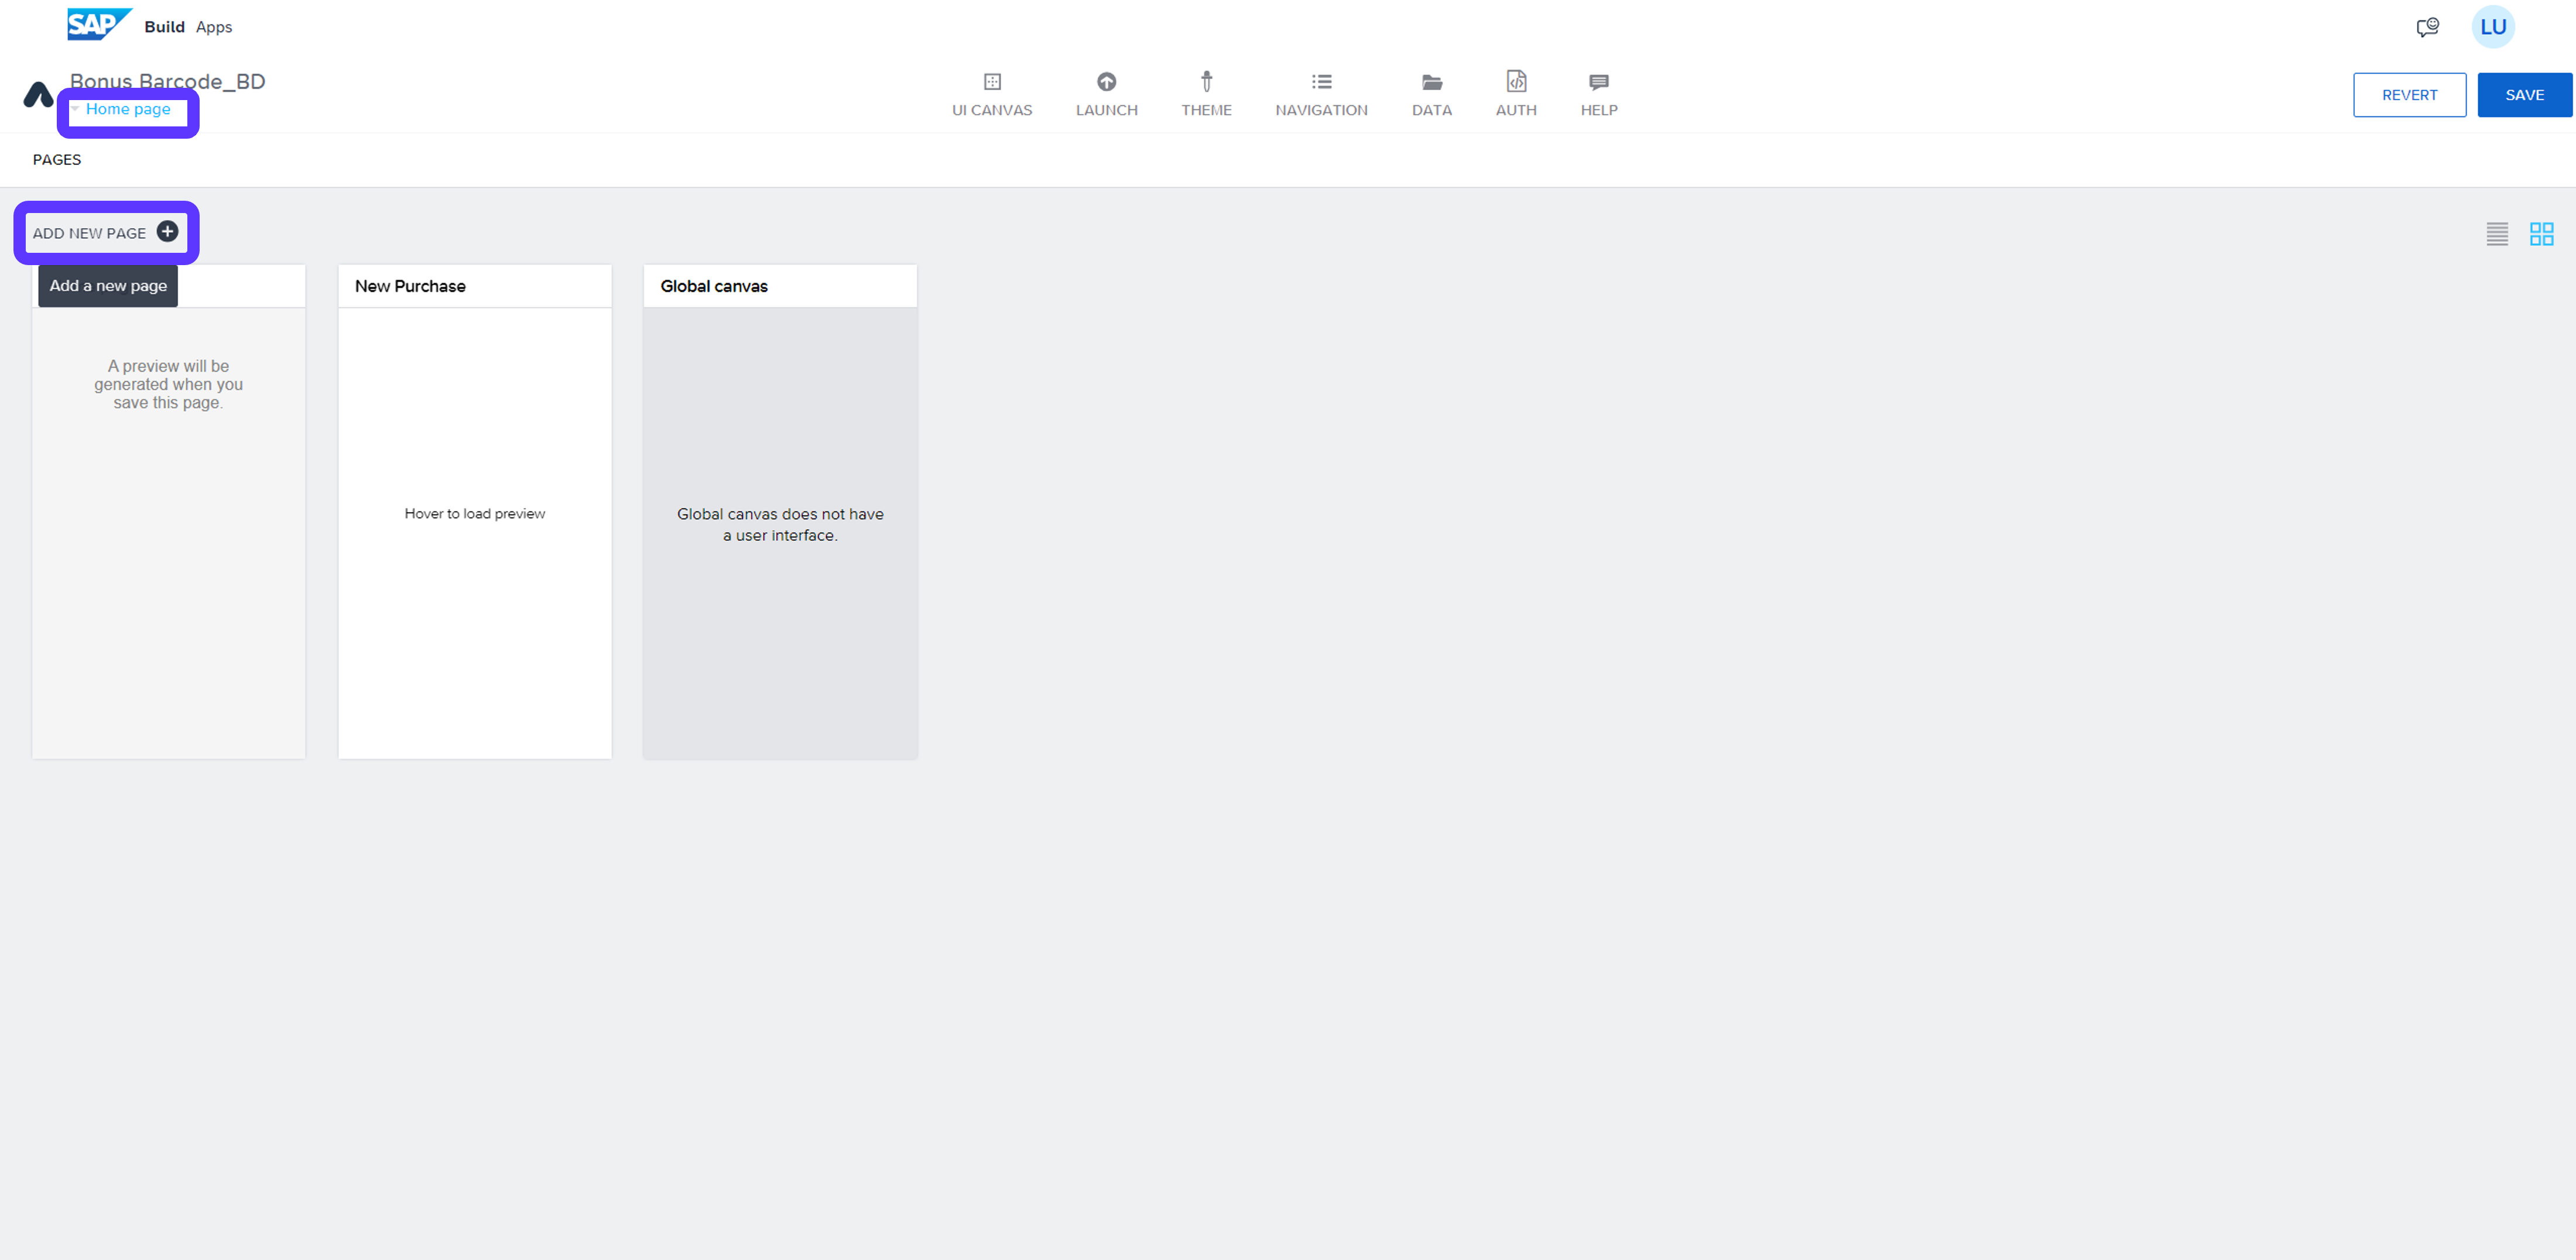 SAP Build Apps
LU
Bonus Barcode_BD
Home page
UI CANVAS
LAUNCH
THEME
NAVIGATION
DATA
AUTH
HELP
REVERT
SAVE
PAGES
ADD NEW PAGE
Add a new page
New Purchase
Global canvas
A preview will be
generated when you
save this page.
Hover to load preview
Global canvas does not have
a user interface.